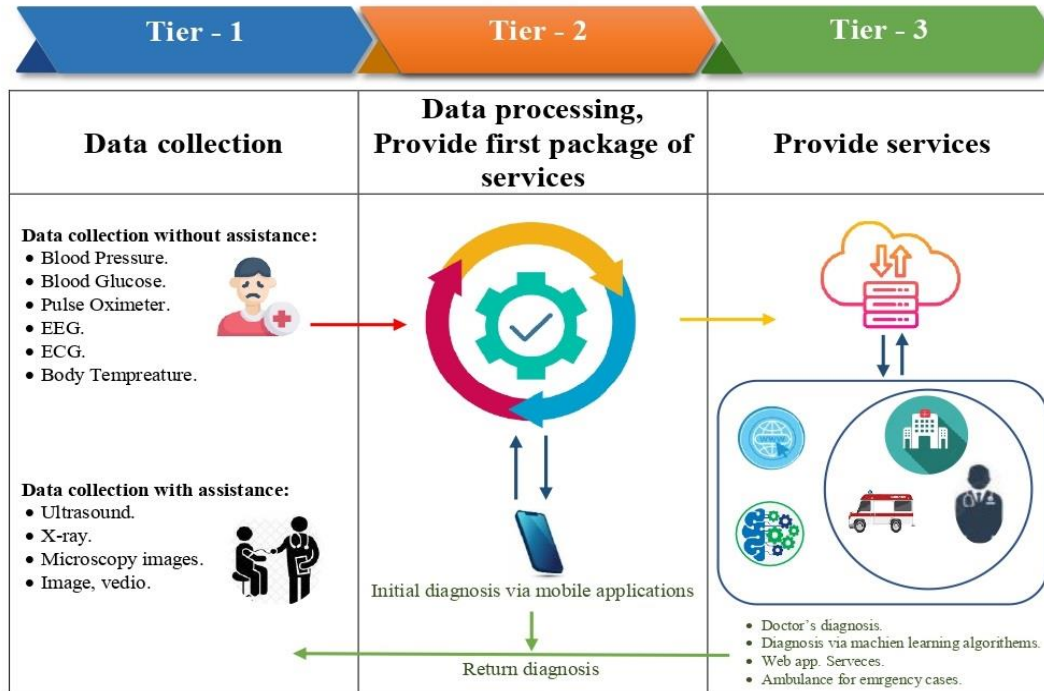 Tier - 1
Tier - 2
Tier - 3
Data collection
Data processing,
Provide first package of
services
Provide services
Data collection without assistance:
• Blood Pressure.
• Blood Glucose.
• Pulse Oximeter.
• EEG.
• ECG.
• Body Tempreature.
Data collection with assistance:
• Ultrasound.
• X-ray.
• Microscopy images.
• Image, vedio.
Initial diagnosis via mobile applications
Return diagnosis
WWW
• Doctor's diagnosis.
• Diagnosis via machien learning algorithems.
• Web app. Serveces.
• Ambulance for emrgency cases.